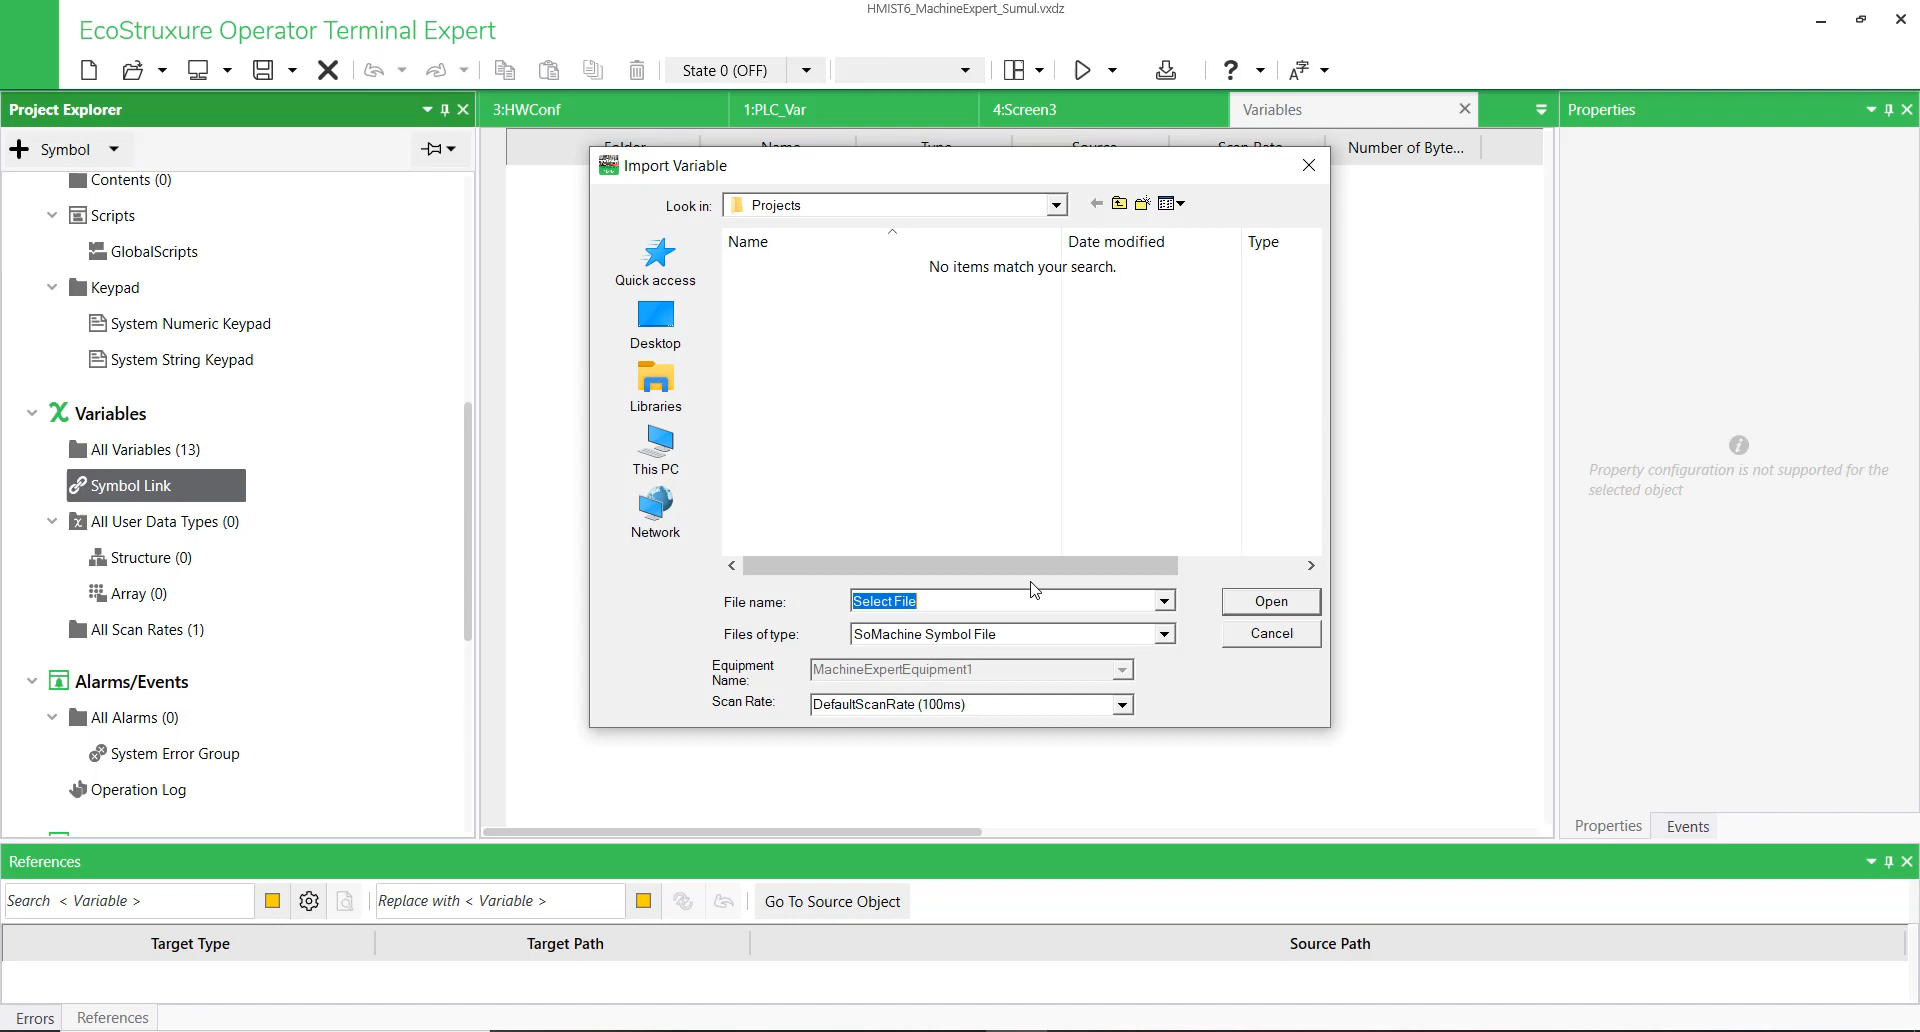 HMIST6_MachineExpert_Sumul.vxdz
EcoStruxure Operator Terminal Expert
State 0 (OFF)
Project Explorer
3:HWConf
1:PLC_Var
4:Screen3
Variables
Properties
Symbol
Folder
Name
Type
Source
Scan Rate
Number of Byte...
Contents (0)
Scripts
GlobalScripts
Keypad
System Numeric Keypad
System String Keypad
Variables
All Variables (13)
Symbol Link
All User Data Types (0)
Structure (0)
Array (0)
All Scan Rates (1)
Alarms/Events
All Alarms (0)
System Error Group
Operation Log
Import Variable
Look in:
Projects
Quick access
Desktop
Libraries
This PC
Network
Name
Date modified
Type
No items match your search.
File name:
Select File
Open
Files of type:
SoMachine Symbol File
Cancel
Equipment
Name:
MachineExpertEquipment1
Scan Rate:
DefaultScanRate (100ms)
Property configuration is not supported for the
selected object
Properties
Events
References
Search < Variable >
Replace with < Variable >
Go To Source Object
Target Type
Target Path
Source Path
Errors
References